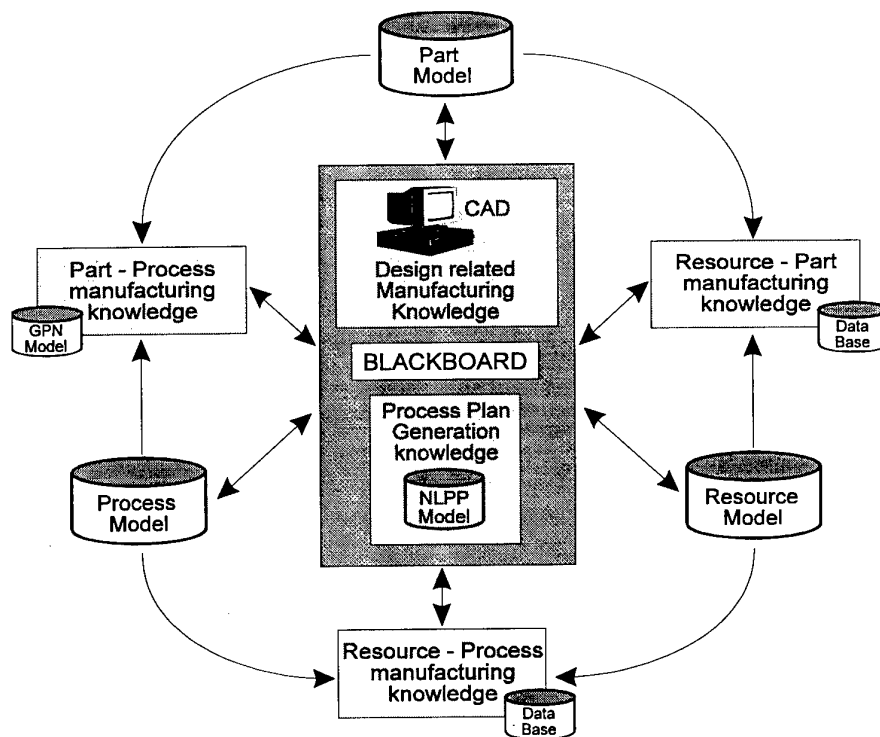 Part
Model
CAD
Design related
Manufacturing
Knowledge
Part - Process
manufacturing
knowledge
GPN
Model
Resource - Part
manufacturing
knowledge
Data
Base
BLACKBOARD
Process Plan
Generation
knowledge
NLPP
Model
Process
Model
Resource
Model
Resource - Process
manufacturing
knowledge
Data
Base